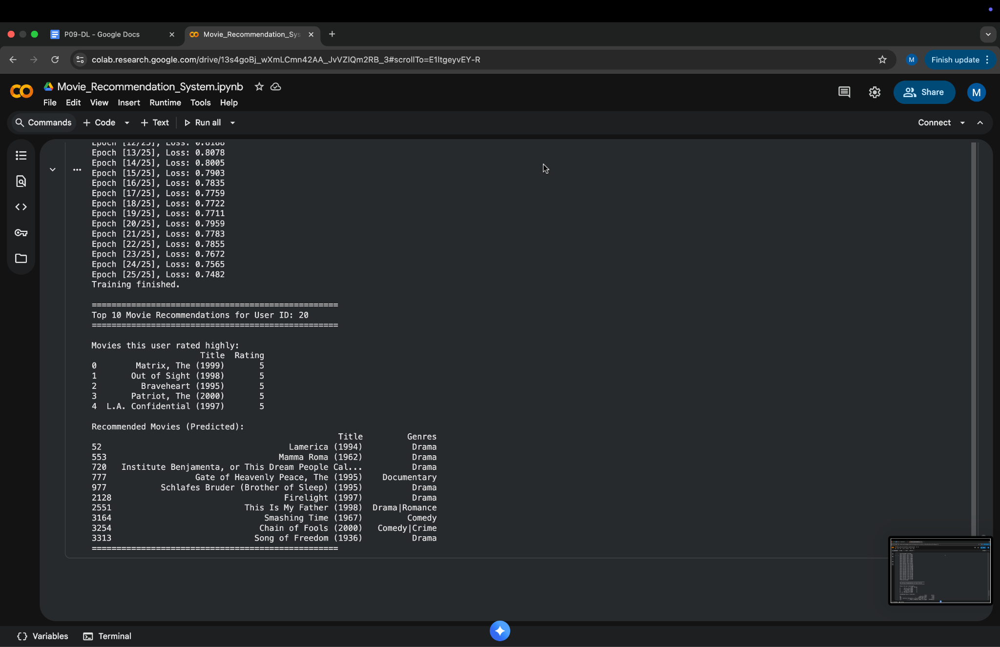 P09-DL - Google Docs
Movie_Recommendation_Sys
colab.research.google.com/drive/13s4goBj_wXmLCmn42AA_JvVZIQm2RB_3#scrollTo=E1ltgeyvEY-R
M
Finish update
Movie_Recommendation_System.ipynb
File Edit View Insert Runtime Tools Help
Share
M
Commands + Code + Text Run all
Connect
Epoch [12/25], Loss: 0.8168
Epoch [13/25], Loss: 0.8078
Epoch [14/25], Loss: 0.8005
Epoch [15/25], Loss: 0.7903
Epoch [16/25], Loss: 0.7835
Epoch [17/25], Loss: 0.7759
Epoch [18/25], Loss: 0.7722
Epoch [19/25], Loss: 0.7711
Epoch [20/25], Loss: 0.7959
Epoch [21/25], Loss: 0.7783
Epoch [22/25], Loss: 0.7855
Epoch [23/25], Loss: 0.7672
Epoch [24/25], Loss: 0.7565
Epoch [25/25], Loss: 0.7482
Training finished.
==================================================
Top 10 Movie Recommendations for User ID: 20
==================================================
Movies this user rated highly:
Title Rating
0 Matrix, The (1999) 5
1 Out of Sight (1998) 5
2 Braveheart (1995) 5
3 Patriot, The (2000) 5
4 L.A. Confidential (1997) 5
Recommended Movies (Predicted):
Title Genres
52 Lamerica (1994) Drama
553 Mamma Roma (1962) Drama
720 Institute Benjamenta, or This Dream People Cal... Drama
777 Gate of Heavenly Peace, The (1995) Documentary
977 Schlafes Bruder (Brother of Sleep) (1995) Drama
2128 Firelight (1997) Drama
2551 This Is My Father (1998) Drama|Romance
3164 Smashing Time (1967) Comedy
3254 Chain of Fools (2000) Comedy|Crime
3313 Song of Freedom (1936) Drama
==================================================
Variables
Terminal